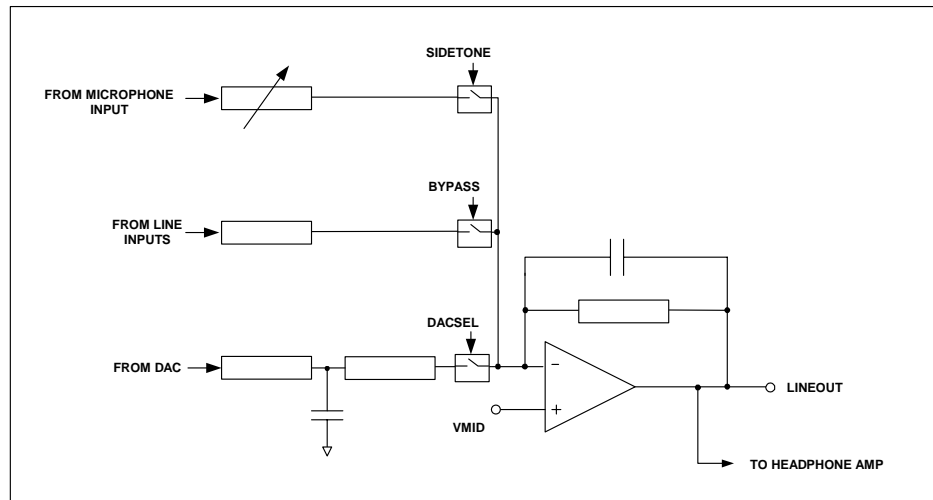 SIDETONE
FROM MICROPHONE
INPUT
BYPASS
FROM LINE
INPUTS
DACSEL
FROM DAC
−
+
VMID
LINEOUT
TO HEADPHONE AMP